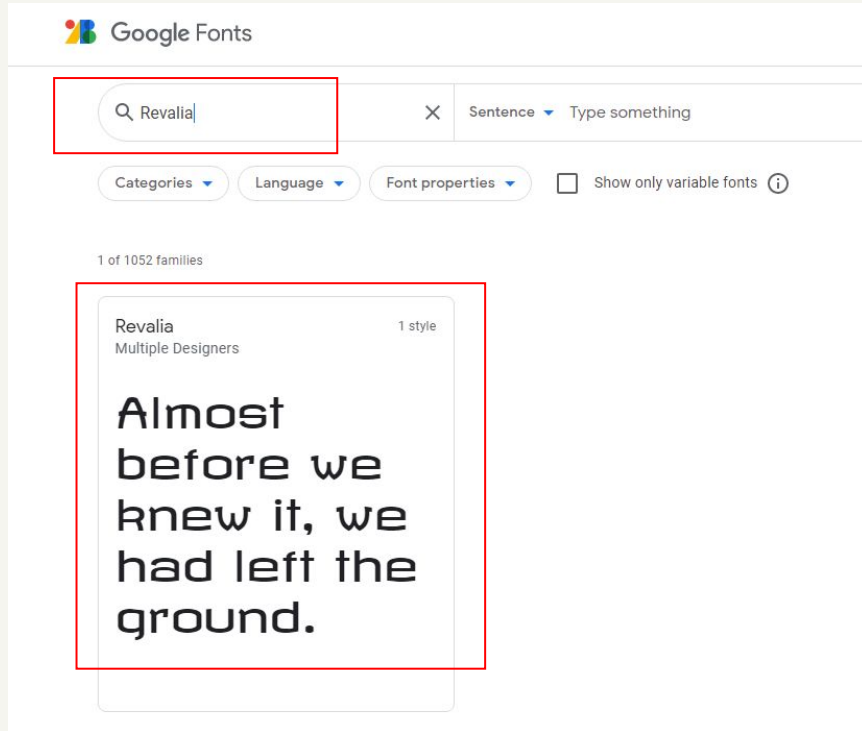 Google Fonts
Revalia
Sentence Type something
Categories Language Font properties Show only variable fonts
1 of 1052 families
Revalia 1 style
Multiple Designers
Almost
before we
knew it, we
had left the
ground.